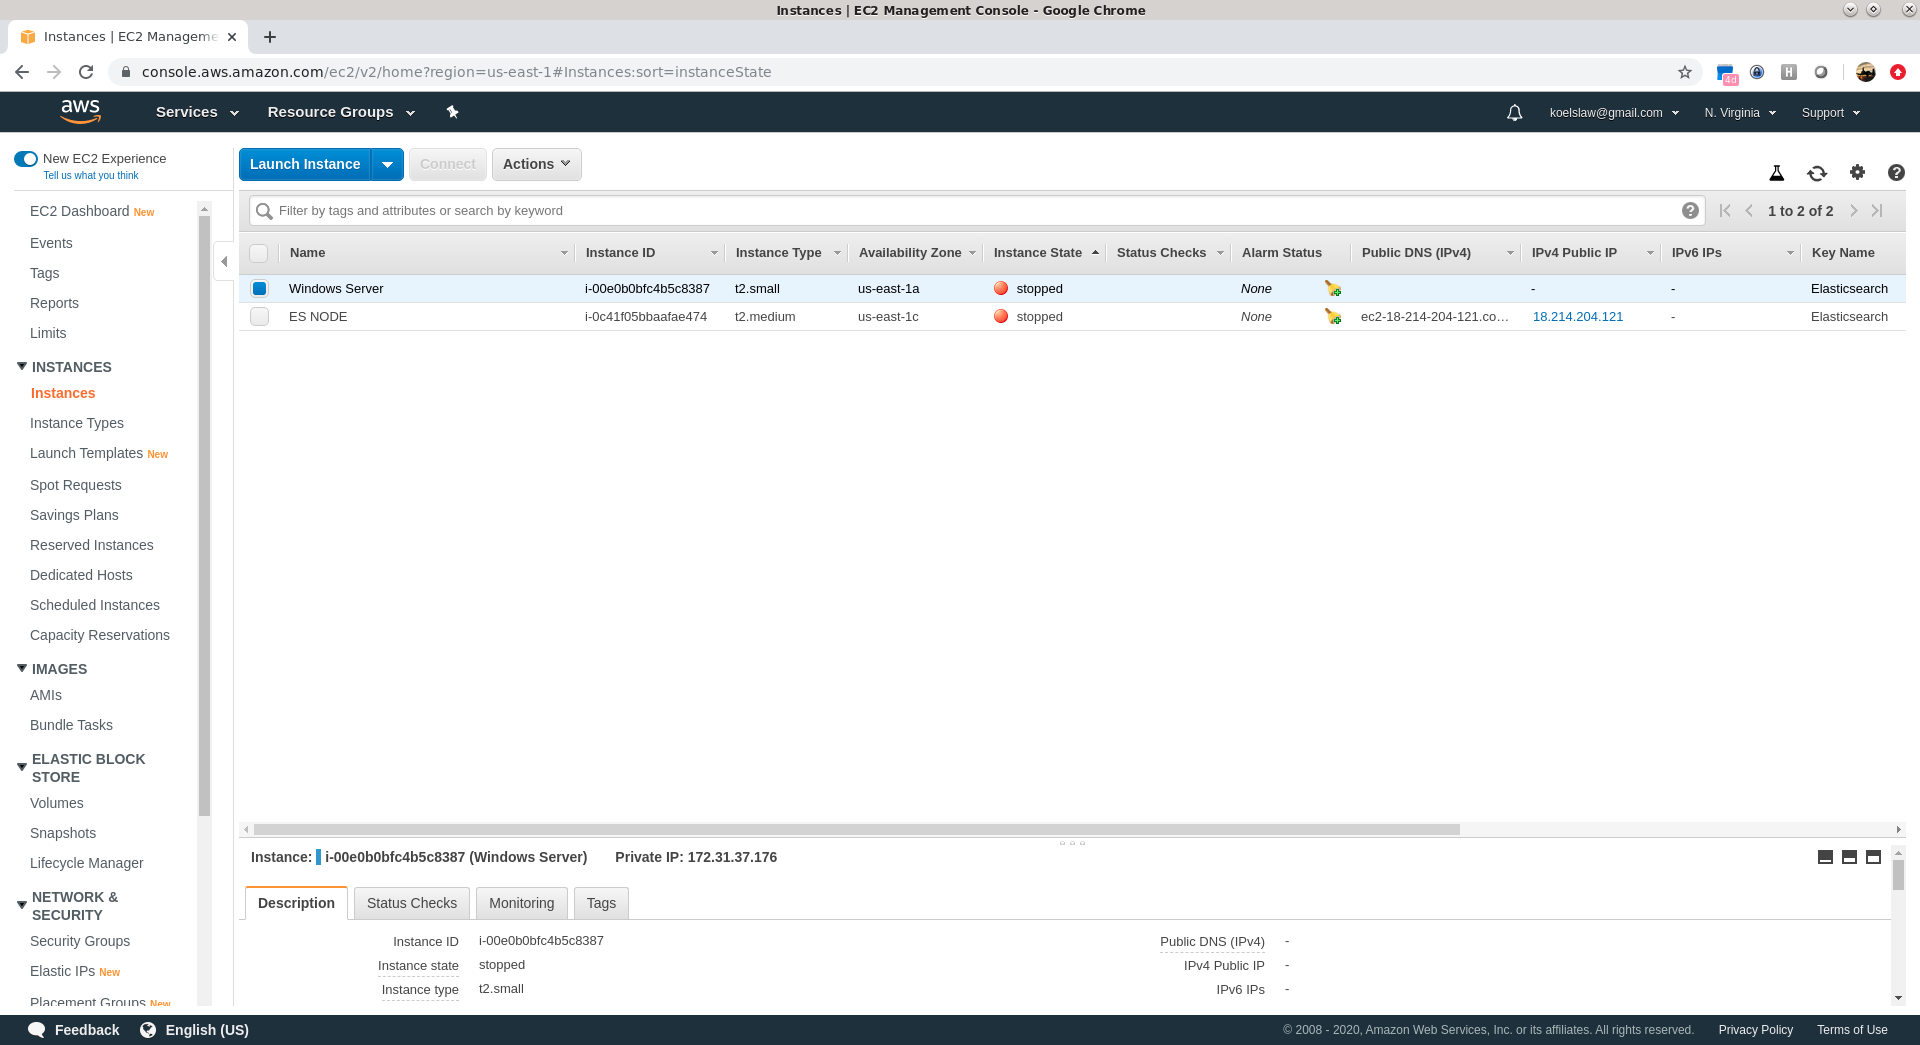 Instances | EC2 Management Console - Google Chrome
Instances | EC2 Manageme
console.aws.amazon.com/ec2/v2/home?region=us-east-1#Instances:sort=instanceState
4d
H
aws Services Resource Groups koelslaw@gmail.com N. Virginia Support
New EC2 Experience
Tell us what you think
Launch Instance Connect Actions
Filter by tags and attributes or search by keyword 1 to 2 of 2
Name Instance ID Instance Type Availability Zone Instance State Status Checks Alarm Status Public DNS (IPv4) IPv4 Public IP IPv6 IPs Key Name
Windows Server i-00e0b0bfc4b5c8387 t2.small us-east-1a stopped None - - Elasticsearch
ES NODE i-0c41f05bbaafae474 t2.medium us-east-1c stopped None ec2-18-214-204-121.co… 18.214.204.121 - Elasticsearch
EC2 Dashboard New
Events
Tags
Reports
Limits
INSTANCES
Instances
Instance Types
Launch Templates New
Spot Requests
Savings Plans
Reserved Instances
Dedicated Hosts
Scheduled Instances
Capacity Reservations
IMAGES
AMIs
Bundle Tasks
ELASTIC BLOCK
STORE
Volumes
Snapshots
Lifecycle Manager
NETWORK &
SECURITY
Security Groups
Elastic IPs New
Placement Groups New
Instance: i-00e0b0bfc4b5c8387 (Windows Server) Private IP: 172.31.37.176
Description Status Checks Monitoring Tags
Instance ID i-00e0b0bfc4b5c8387 Public DNS (IPv4) -
Instance state stopped IPv4 Public IP -
Instance type t2.small IPv6 IPs -
Feedback English (US) © 2008 - 2020, Amazon Web Services, Inc. or its affiliates. All rights reserved. Privacy Policy Terms of Use